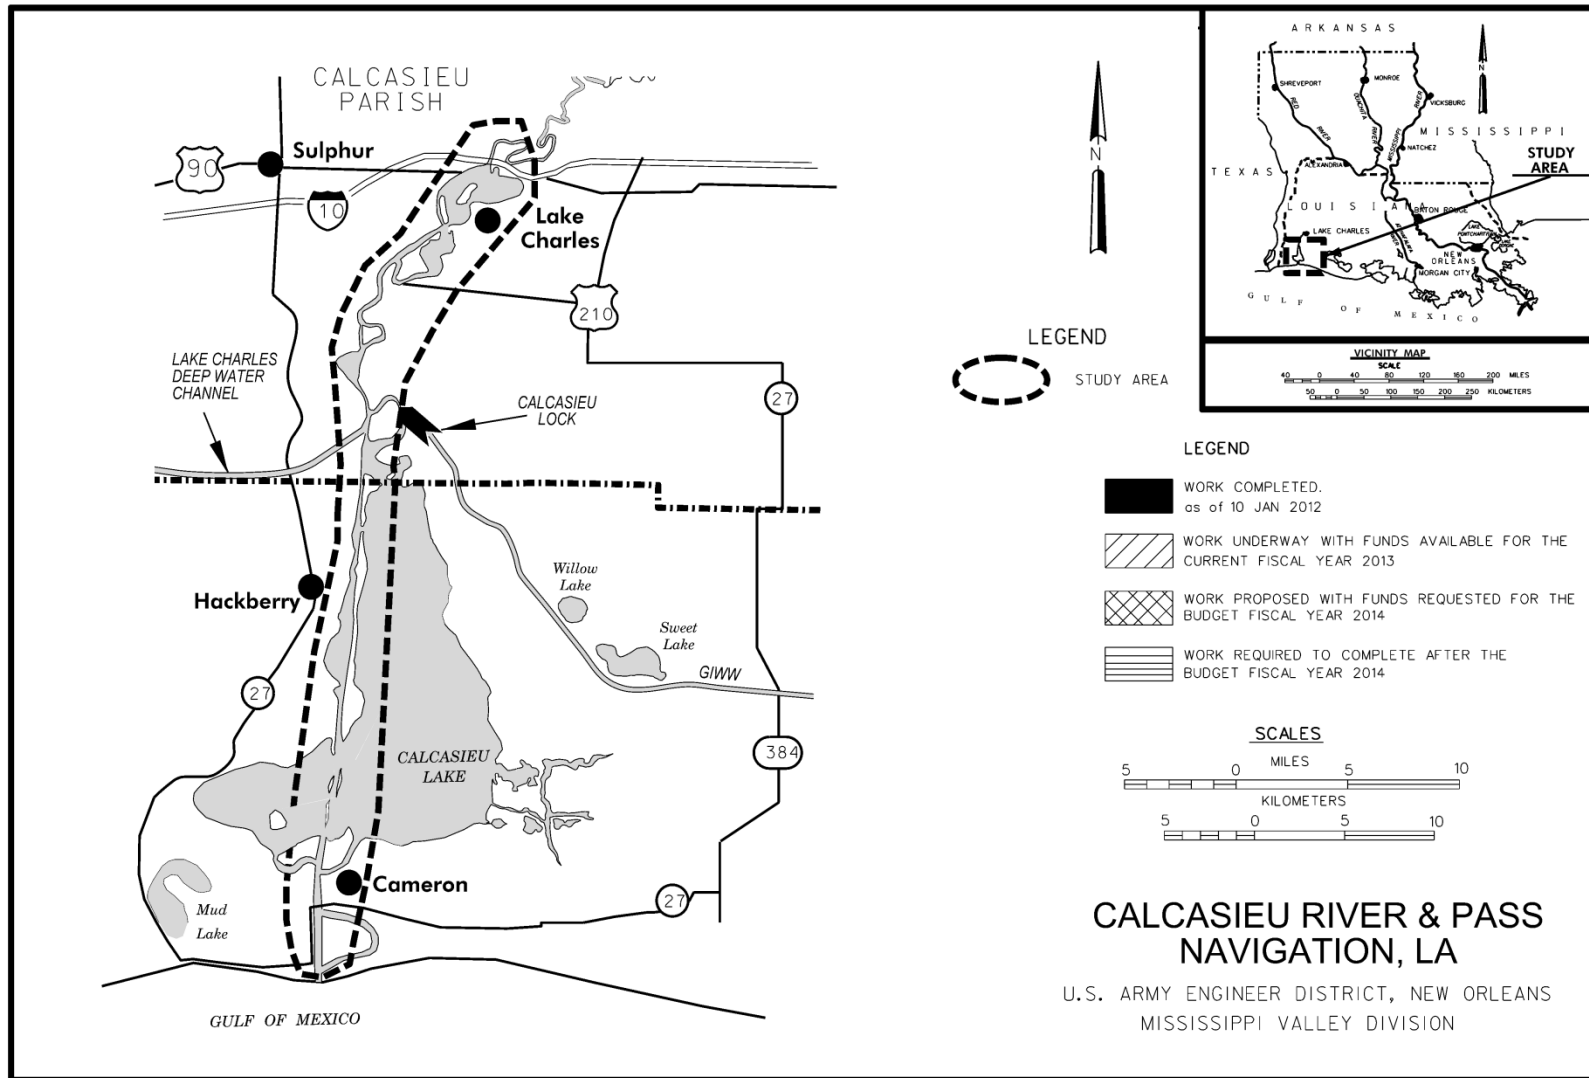 CALCASIEU
PARISH
90
Sulphur
10
Lake
Charles
210
LAKE CHARLES
DEEP WATER
CHANNEL
CALCASIEU
LOCK
27
Hackberry
Willow
Lake
Sweet
Lake
GIWW
27
CALCASIEU
LAKE
384
Cameron
27
Mud
Lake
GULF OF MEXICO
N
LEGEND
STUDY AREA
ARKANSAS
N
SHREVEPORT
MONROE
VICKSBURG
RED
RIVER
OUACHITA
RIVER
MISSISSIPPI
RIVER
MISSISSIPPI
NATCHEZ
STUDY
AREA
ALEXANDRIA
TEXAS
LOUISIANA
BATON ROUGE
LAKE CHARLES
LAKE
NEW
ORLEANS
MORGAN CITY
GULF OF MEXICO
VICINITY MAP
SCALE
40 0 40 80 120 160 200 MILES
50 0 50 100 150 200 250 KILOMETERS
LEGEND
WORK COMPLETED.
as of 10 JAN 2012
WORK UNDERWAY WITH FUNDS AVAILABLE FOR THE
CURRENT FISCAL YEAR 2013
WORK PROPOSED WITH FUNDS REQUESTED FOR THE
BUDGET FISCAL YEAR 2014
WORK REQUIRED TO COMPLETE AFTER THE
BUDGET FISCAL YEAR 2014
SCALES
MILES
5 0 5 10
KILOMETERS
5 0 5 10
CALCASIEU RIVER & PASS
NAVIGATION, LA
U.S. ARMY ENGINEER DISTRICT, NEW ORLEANS
MISSISSIPPI VALLEY DIVISION